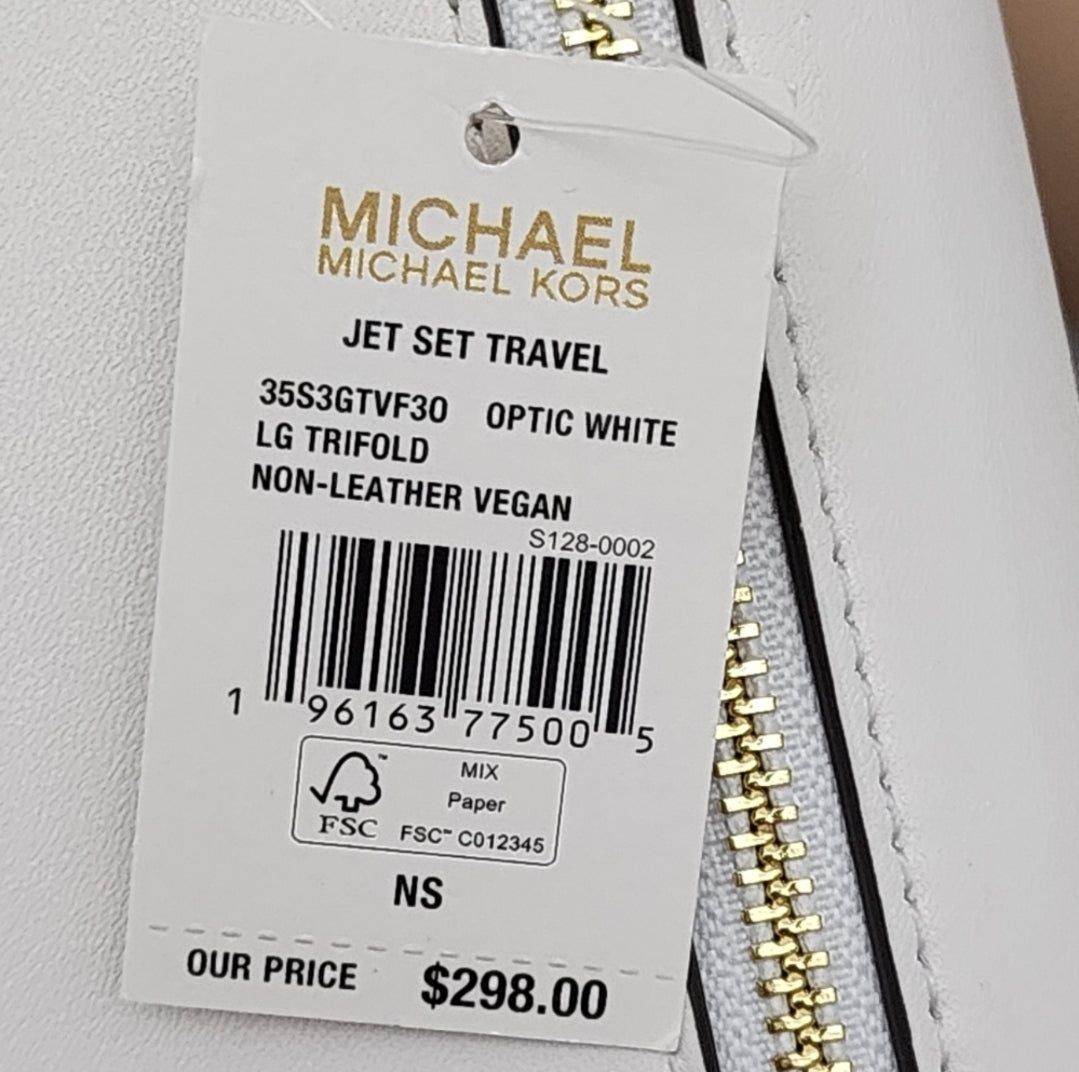 MICHAEL
MICHAEL KORS
JET SET TRAVEL
35S3GTVF3O OPTIC WHITE
LG TRIFOLD
NON-LEATHER VEGAN
S128-0002
1 96163 77500 5
MIX
Paper
FSC™ C012345
FSC
NS
OUR PRICE $298.00